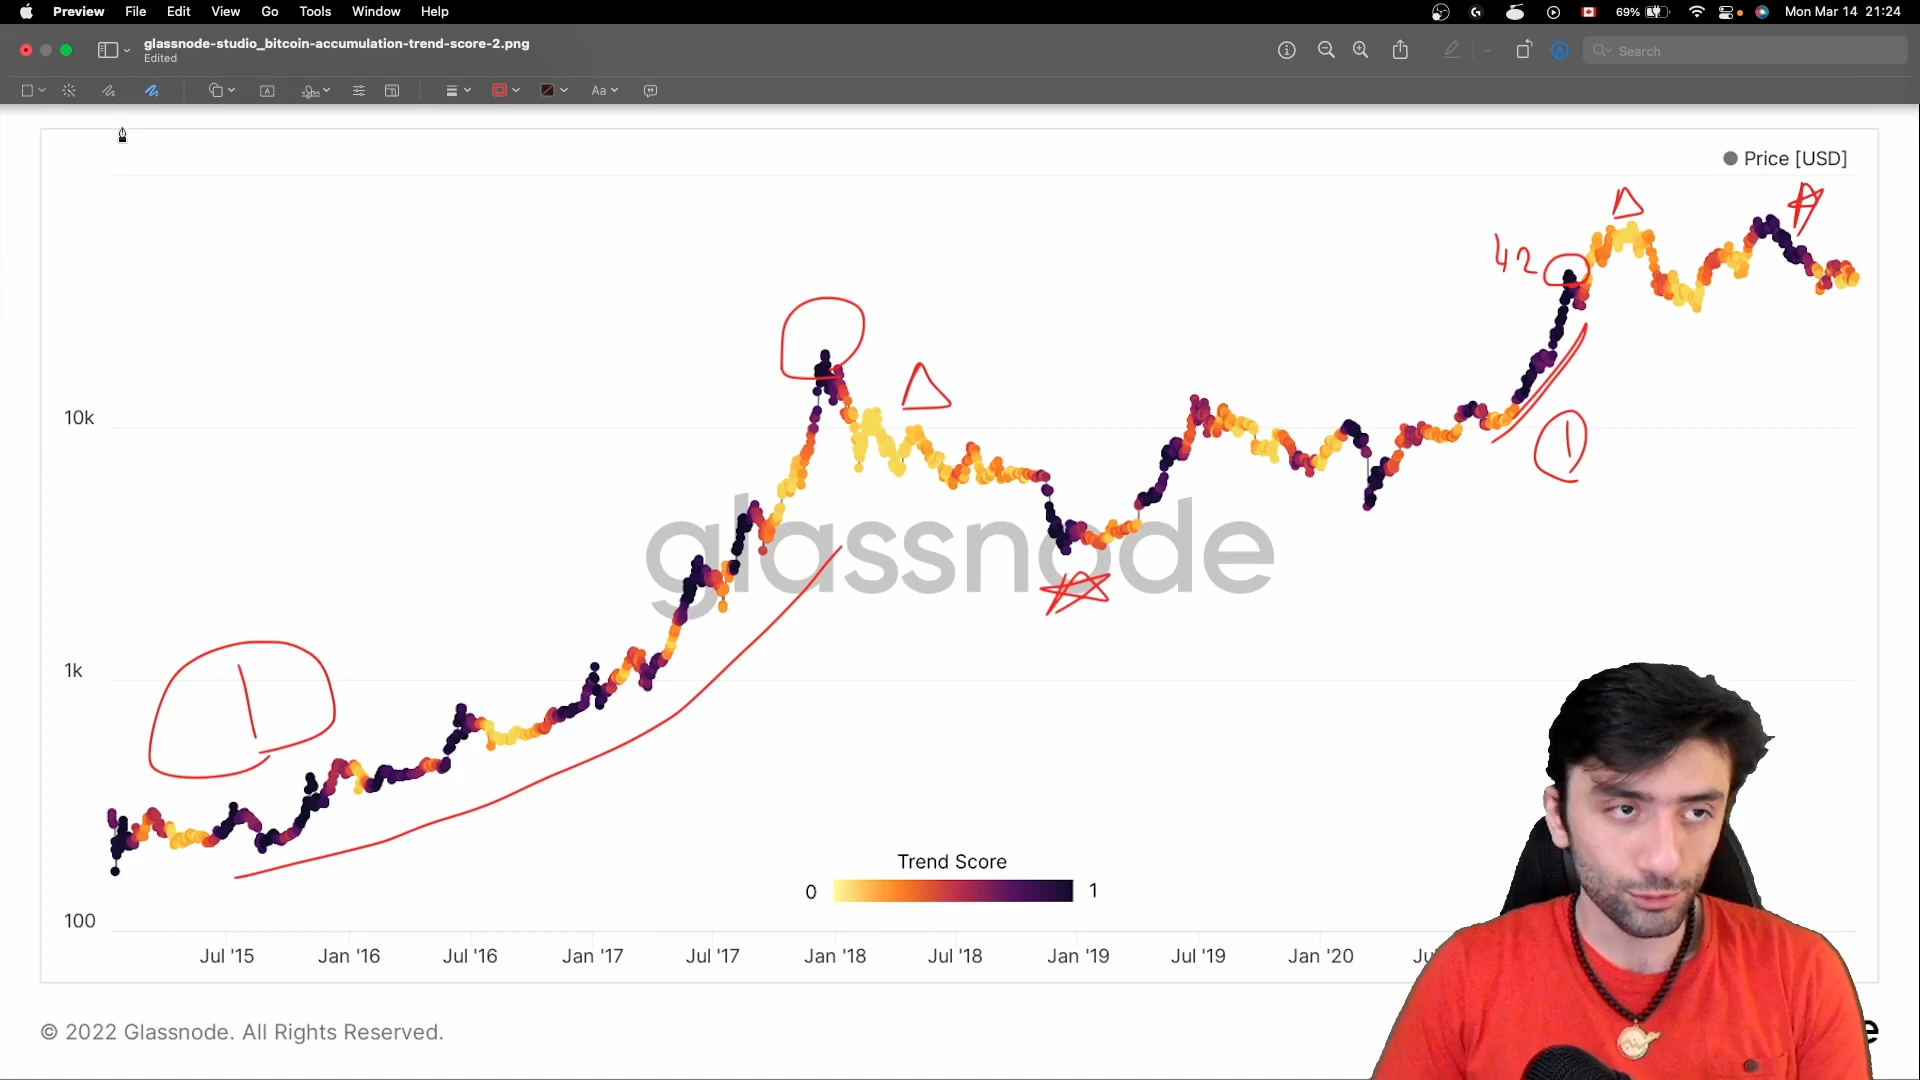 Preview File Edit View Go Tools Window Help 69% Mon Mar 14 21:24
glassnode-studio_bitcoin-accumulation-trend-score-2.png
Edited
Search
A
Aa
Price [USD]
42
10k
1
glassnode
1k
1
Trend Score
0 1
100
Jul '15 Jan '16 Jul '16 Jan '17 Jul '17 Jan '18 Jul '18 Jan '19 Jul '19 Jan '20
© 2022 Glassnode. All Rights Reserved.